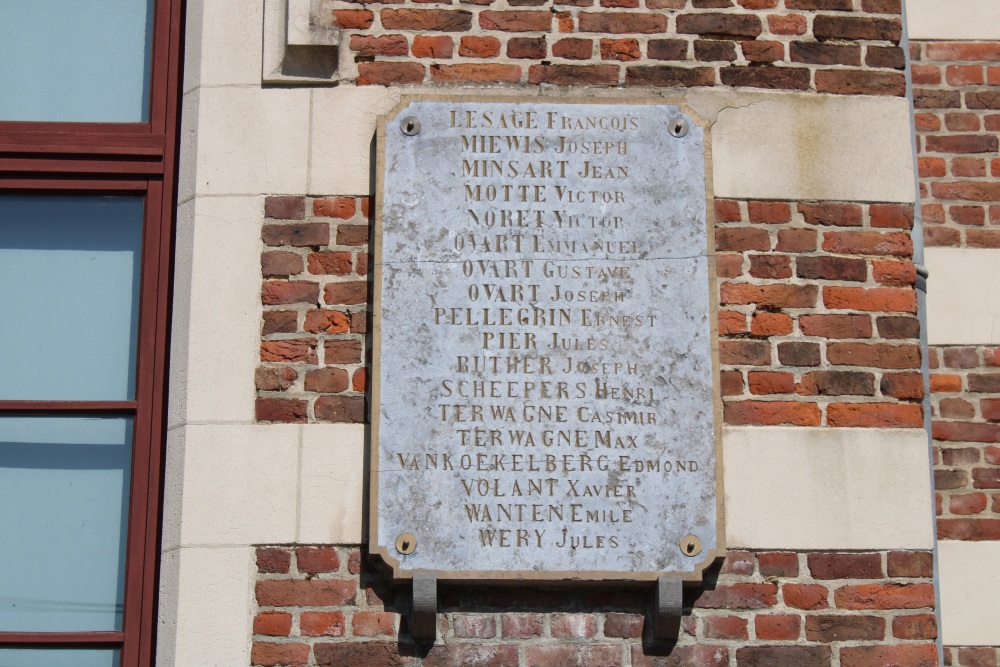 LESAGE FRANÇOIS
MIEWIS JOSEPH
MINSART JEAN
MOTTE VICTOR
NORET VICTOR
OVART EMMANUEL
OVART GUSTAVE
OVART JOSEPH
PELLEGRIN ERNEST
PIER JULES
RUTHER JOSEPH
SCHEEPERS HENRI
TERWAGNE CASIMIR
TERWAGNE MAX
VANKOEKELBERG EDMOND
VOLANT XAVIER
WANTEN EMILE
WERY JULES